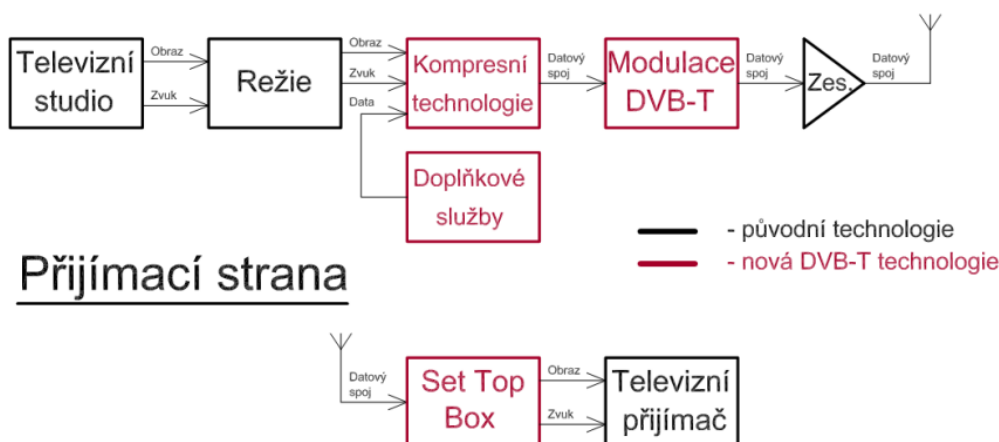 Televizní
studio
Obraz
Zvuk
Režie
Obraz
Zvuk
Data
Kompresní
technologie
Datový
spoj
Modulace
DVB-T
Datový
spoj
Zes.
Datový
spoj
Doplňkové
služby
- původní technologie
- nová DVB-T technologie
Přijímací strana
Datový
spoj
Set Top
Box
Obraz
Zvuk
Televizní
přijímač